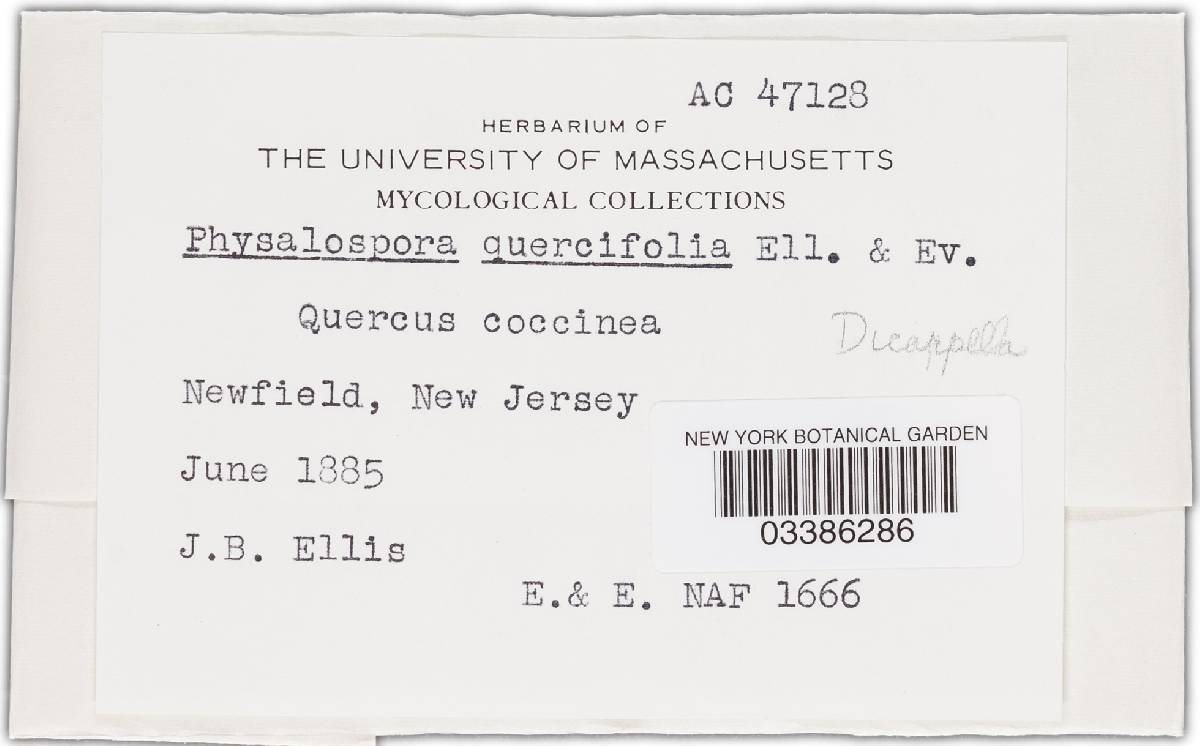 AC 47128
HERBARIUM OF
THE UNIVERSITY OF MASSACHUSETTS
MYCOLOGICAL COLLECTIONS
Physalospora quercifolia Ell. & Ev.
Quercus coccinea
Newfield, New Jersey
June 1885
J.B. Ellis
NEW YORK BOTANICAL GARDEN
03386286
E.& E. NAF 1666